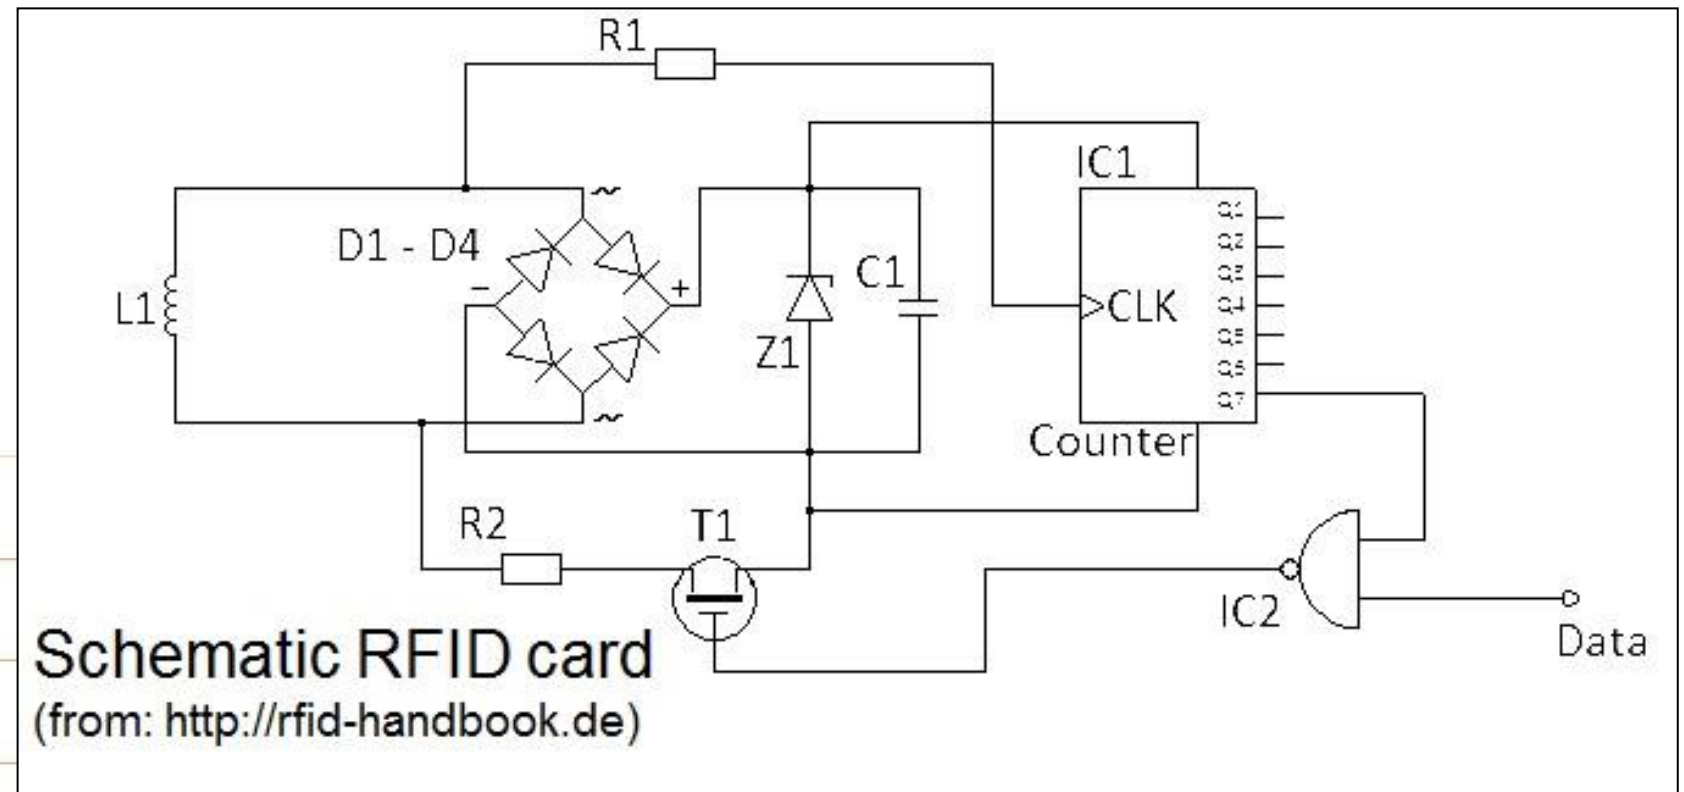 R1
IC1
D1 - D4
~
Q1
Q2
Q3
Q4
Q5
Q6
Q7
L1
-
+
C1
CLK
Z1
~
Counter
R2
T1
IC2
Data
Schematic RFID card
(from: http://rfid-handbook.de)